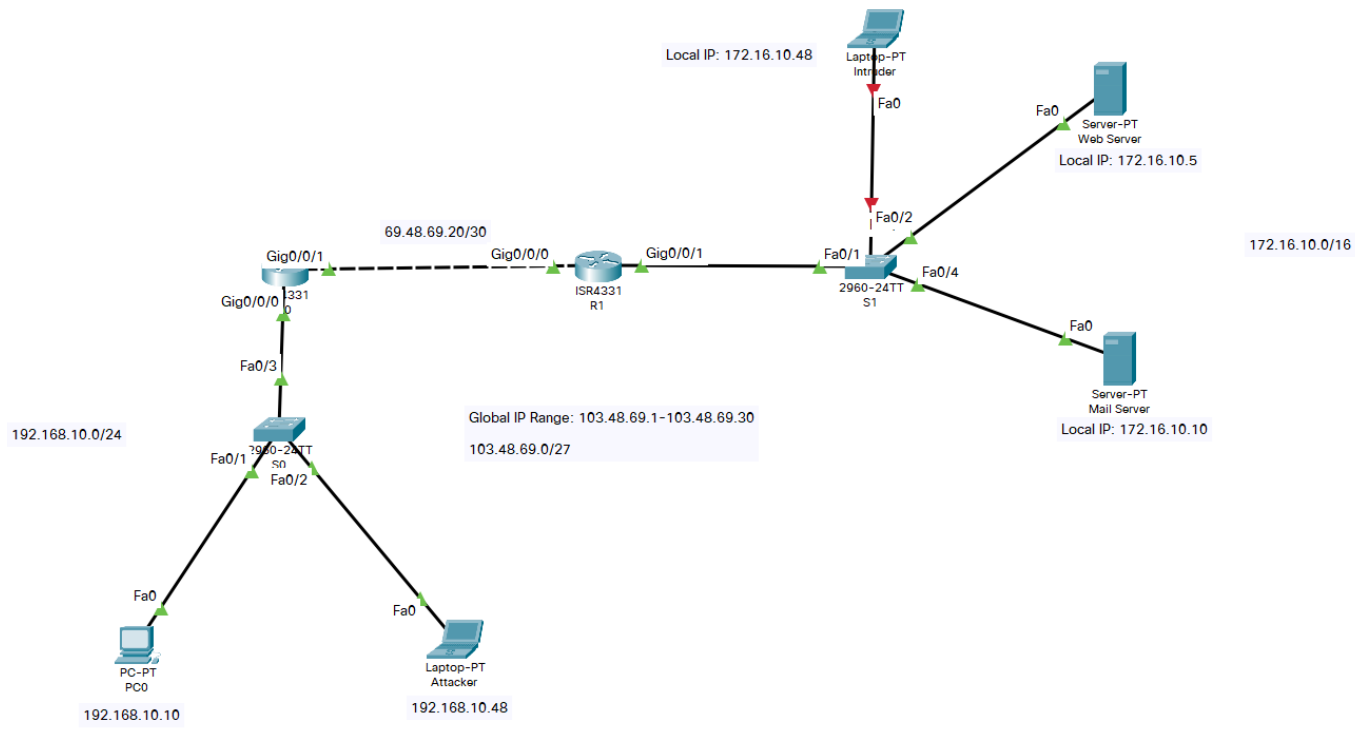 Local IP: 172.16.10.48
Laptop-PT
Intruder
Fa0
Fa0
Server-PT
Web Server
Local IP: 172.16.10.5
Fa0/2
69.48.69.20/30
172.16.10.0/16
Gig0/0/1
Gig0/0/0
Gig0/0/1
Fa0/1
Fa0/4
ISR4331
R1
2960-24TT
S1
4331
0
Gig0/0/0
Fa0
Fa0/3
Server-PT
Mail Server
Local IP: 172.16.10.10
Global IP Range: 103.48.69.1-103.48.69.30
103.48.69.0/27
192.168.10.0/24
2960-24TT
S0
Fa0/1
Fa0/2
Fa0
Fa0
PC-PT
PC0
192.168.10.10
Laptop-PT
Attacker
192.168.10.48